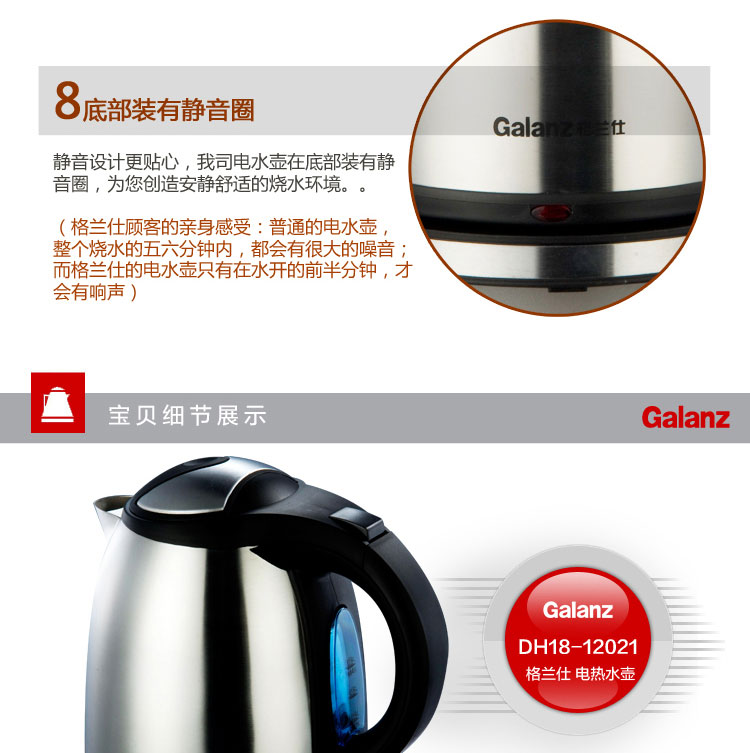 8底部装有静音圈
静音设计更贴心，我司电水壶在底部装有静
音圈，为您创造安静舒适的烧水环境。。
（格兰仕顾客的亲身感受：普通的电水壶，
整个烧水的五六分钟内，都会有很大的噪音；
而格兰仕的电水壶只有在水开的前半分钟，才
会有响声）
Galanz 格兰仕
宝贝细节展示
Galanz
Galanz
DH18-12021
格兰仕 电热水壶